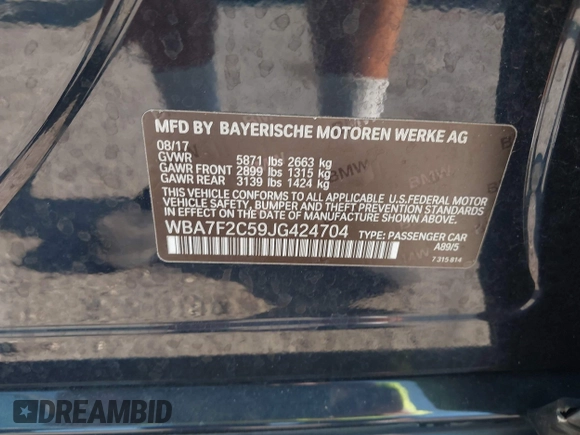 MFD BY BAYERISCHE MOTOREN WERKE AG
08/17
GVWR 5871 lbs 2663 kg
GAWR FRONT 2899 lbs 1315 kg
GAWR REAR 3139 lbs 1424 kg
THIS VEHICLE CONFORMS TO ALL APPLICABLE U.S.FEDERAL MOTOR
VEHICLE SAFETY, BUMPER, AND THEFT PREVENTION STANDARDS
IN EFFECT ON THE DATE OF MANUFACTURE SHOWN ABOVE.
WBA7F2C59JG424704 TYPE: PASSENGER CAR
A89/5
7 315 814
BMW
BMW
DREAMBID